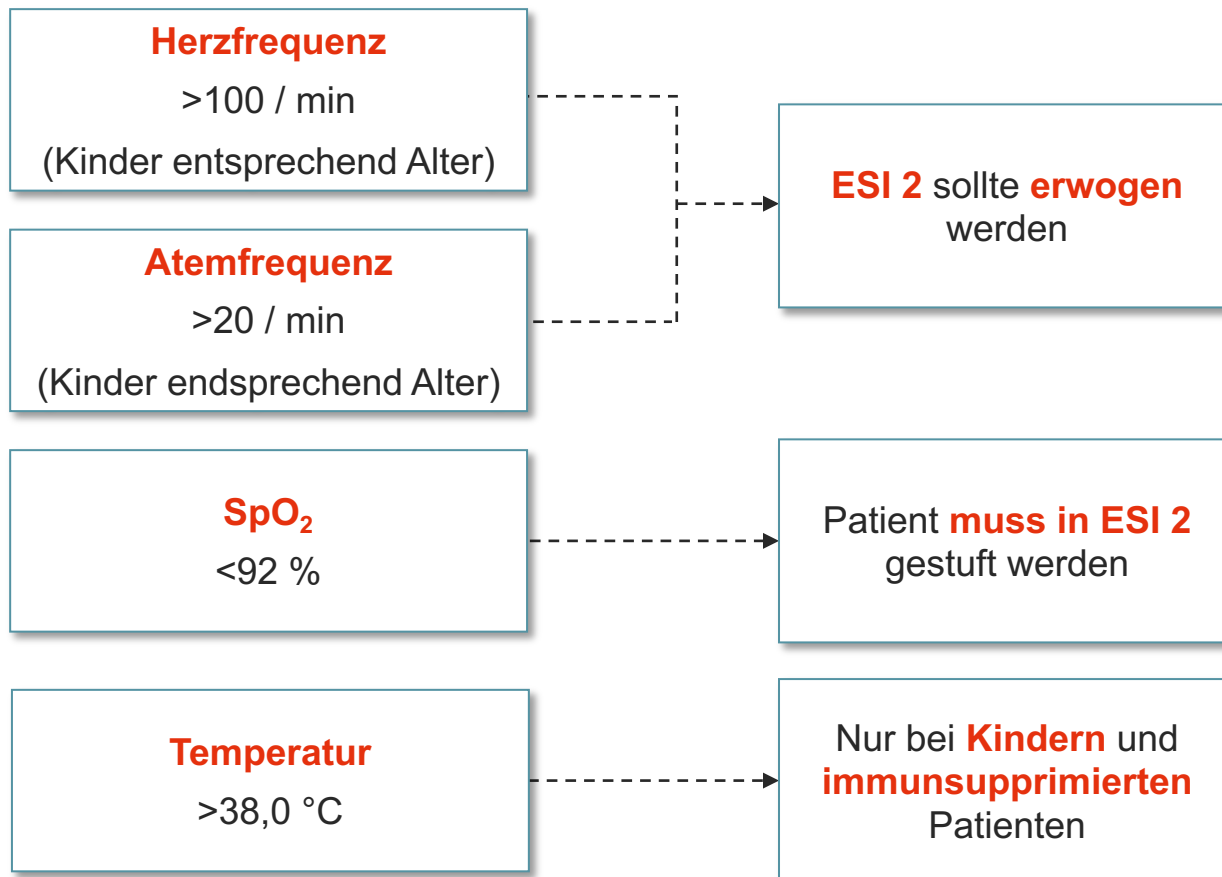 Herzfrequenz
>100 / min
(Kinder entsprechend Alter)
Atemfrequenz
>20 / min
(Kinder endsprechend Alter)
ESI 2 sollte erwogen
werden
SpO₂
<92 %
Patient muss in ESI 2
gestuft werden
Temperatur
>38,0 °C
Nur bei Kindern und
immunsupprimierten
Patienten